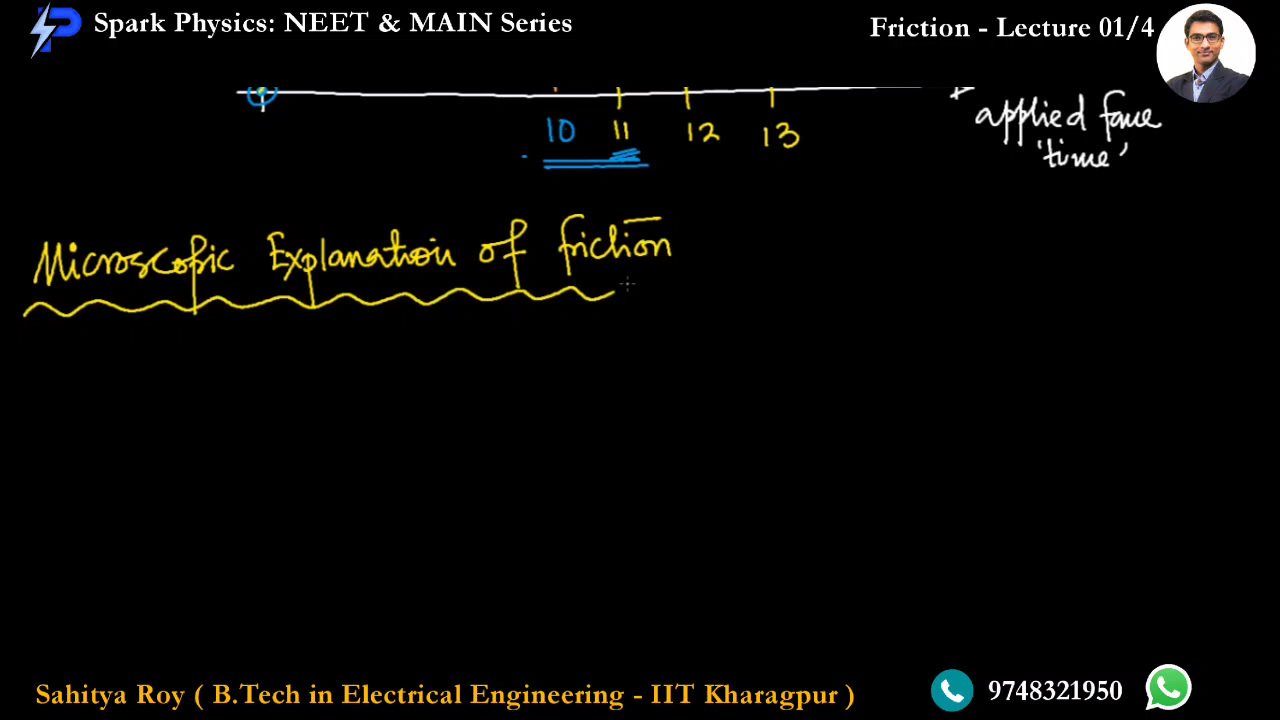 Spark Physics: NEET & MAIN Series
Friction - Lecture 01/4
10 11 12 13
applied force
'time'
Microscopic Explanation of friction
Sahitya Roy ( B.Tech in Electrical Engineering - IIT Kharagpur )
9748321950